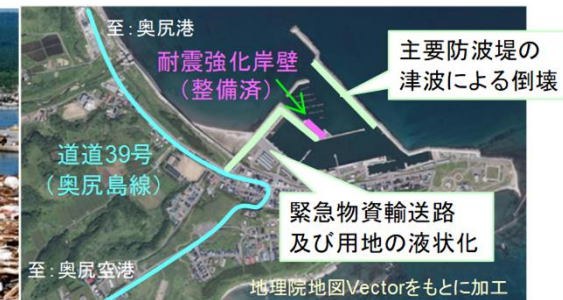 至：奥尻港
耐震強化岸壁
（整備済）
主要防波堤の
津波による倒壊
道道39号
（奥尻島線）
緊急物資輸送路
及び用地の液状化
至：奥尻空港
地理院地図Vectorをもとに加工